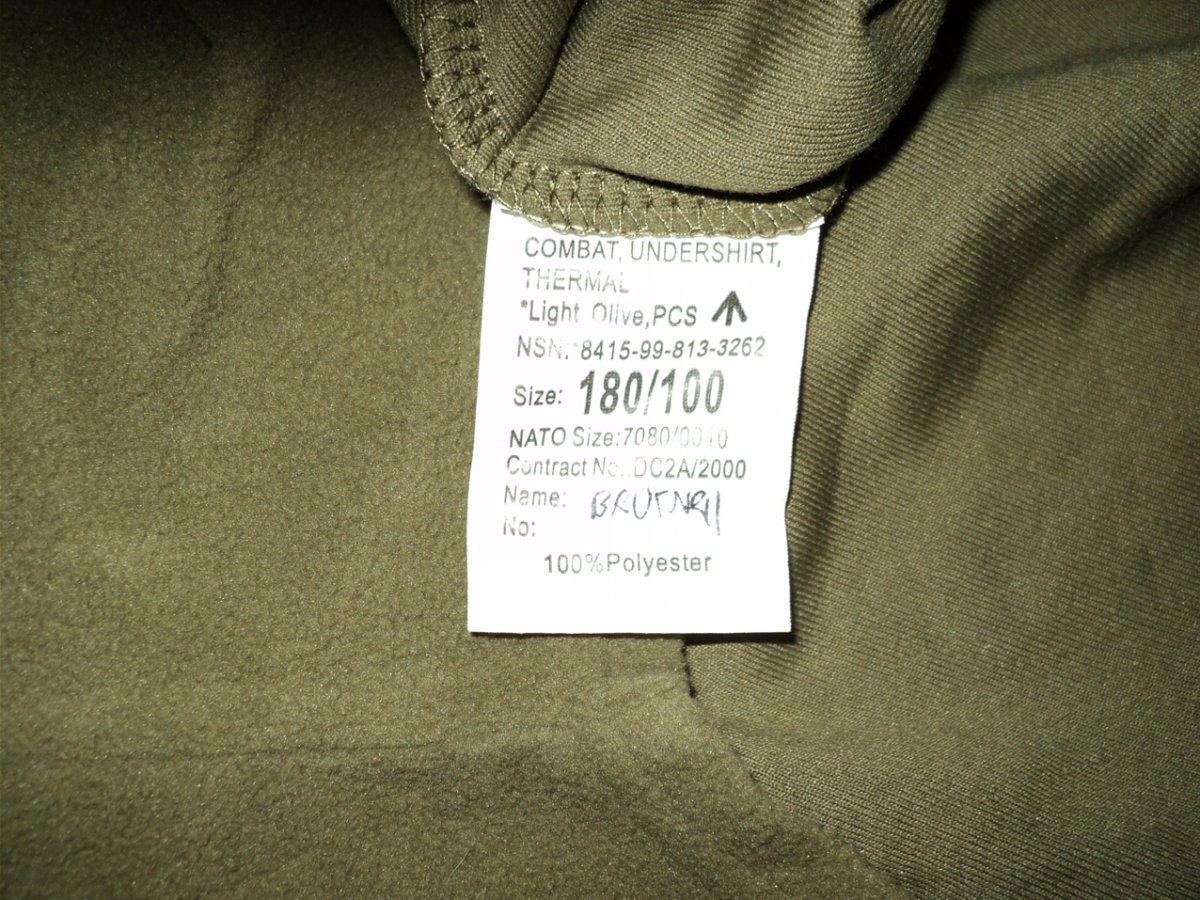 COMBAT, UNDERSHIRT,
THERMAL
*Light Olive,PCS
NSN:*8415-99-813-3262
Size: 180/100
NATO Size:7080/0010
Contract No.:DC2A/2000
Name:
No:
100%Polyester